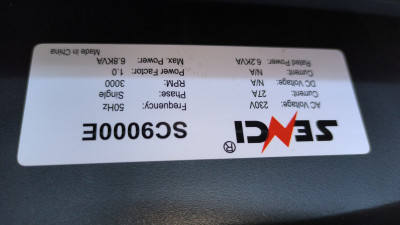 SENCI® SC9000E
AC Voltage: 230V Frequency: 50Hz
Current: 27A Phase: Single
DC Voltage: N/A RPM: 3000
Current: N/A Power Factor: 1.0
Rated Power: 6.2KVA Max. Power: 6.8KVA
Made in China